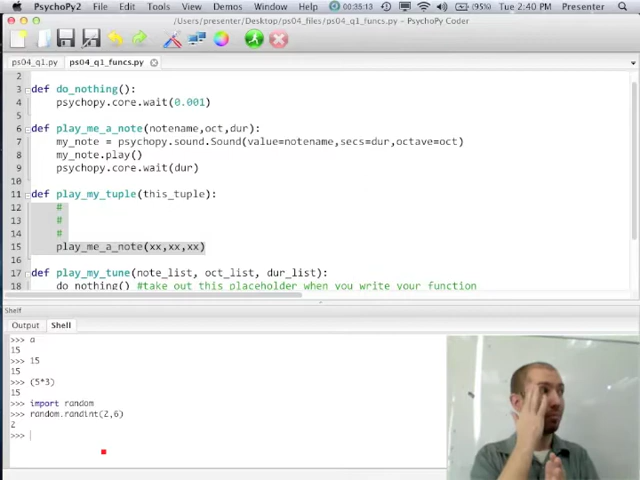 PsychoPy2 File Edit View Tools Demos Window Help 00:35:13 (95%) Tue 2:40 PM Presenter
/Users/presenter/Desktop/ps04_files/ps04_q1_funcs.py - PsychoPy Coder
ps04_q1.py ps04_q1_funcs.py
2
3 def do_nothing():
4 psychopy.core.wait(0.001)
5
6 def play_me_a_note(notename,oct,dur):
7 my_note = psychopy.sound.Sound(value=notename,secs=dur,octave=oct)
8 my_note.play()
9 psychopy.core.wait(dur)
10
11 def play_my_tuple(this_tuple):
12 #
13 #
14 #
15 play_me_a_note(xx,xx,xx)
16
17 def play_my_tune(note_list, oct_list, dur_list):
18 do_nothing() #take out this placeholder when you write your function
Shelf
Output Shell
>>> a
15
>>> 15
15
>>> (5*3)
15
>>> import random
>>> random.randint(2,6)
2
>>>